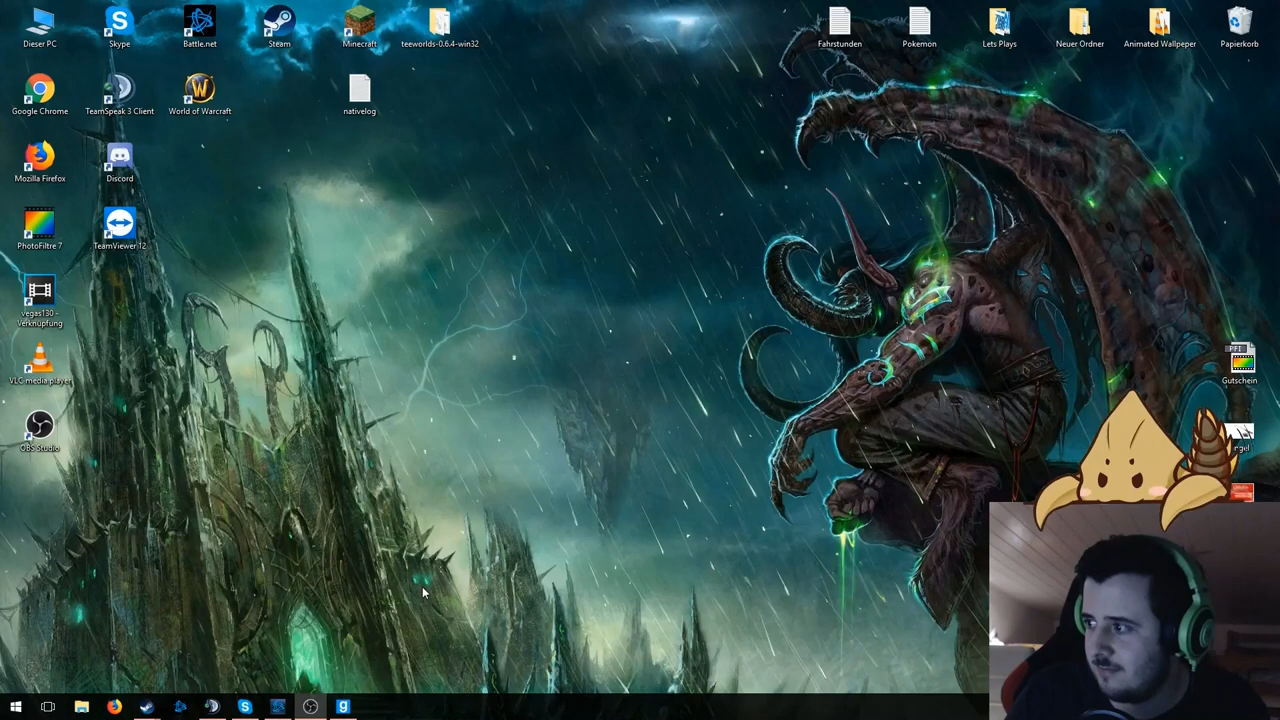 Dieser PC
Skype
Battle.net
Steam
Minecraft
teeworlds-0.6.4-win32
Fahrstunden
Pokemon
Lets Plays
Neuer Ordner
Animated Wallpeper
Papierkorb
Google Chrome
TeamSpeak 3 Client
World of Warcraft
nativelog
Mozilla Firefox
Discord
PhotoFiltre 7
TeamViewer 12
vegas130 -
Verknüpfung
VLC media player
OBS Studio
PFI
Gutschein
ngel